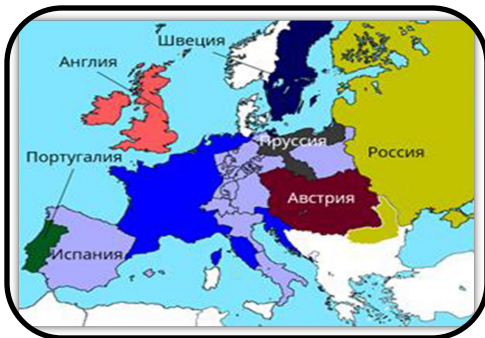 Швеция
Англия
Пруссия
Португалия
Россия
Австрия
Испания